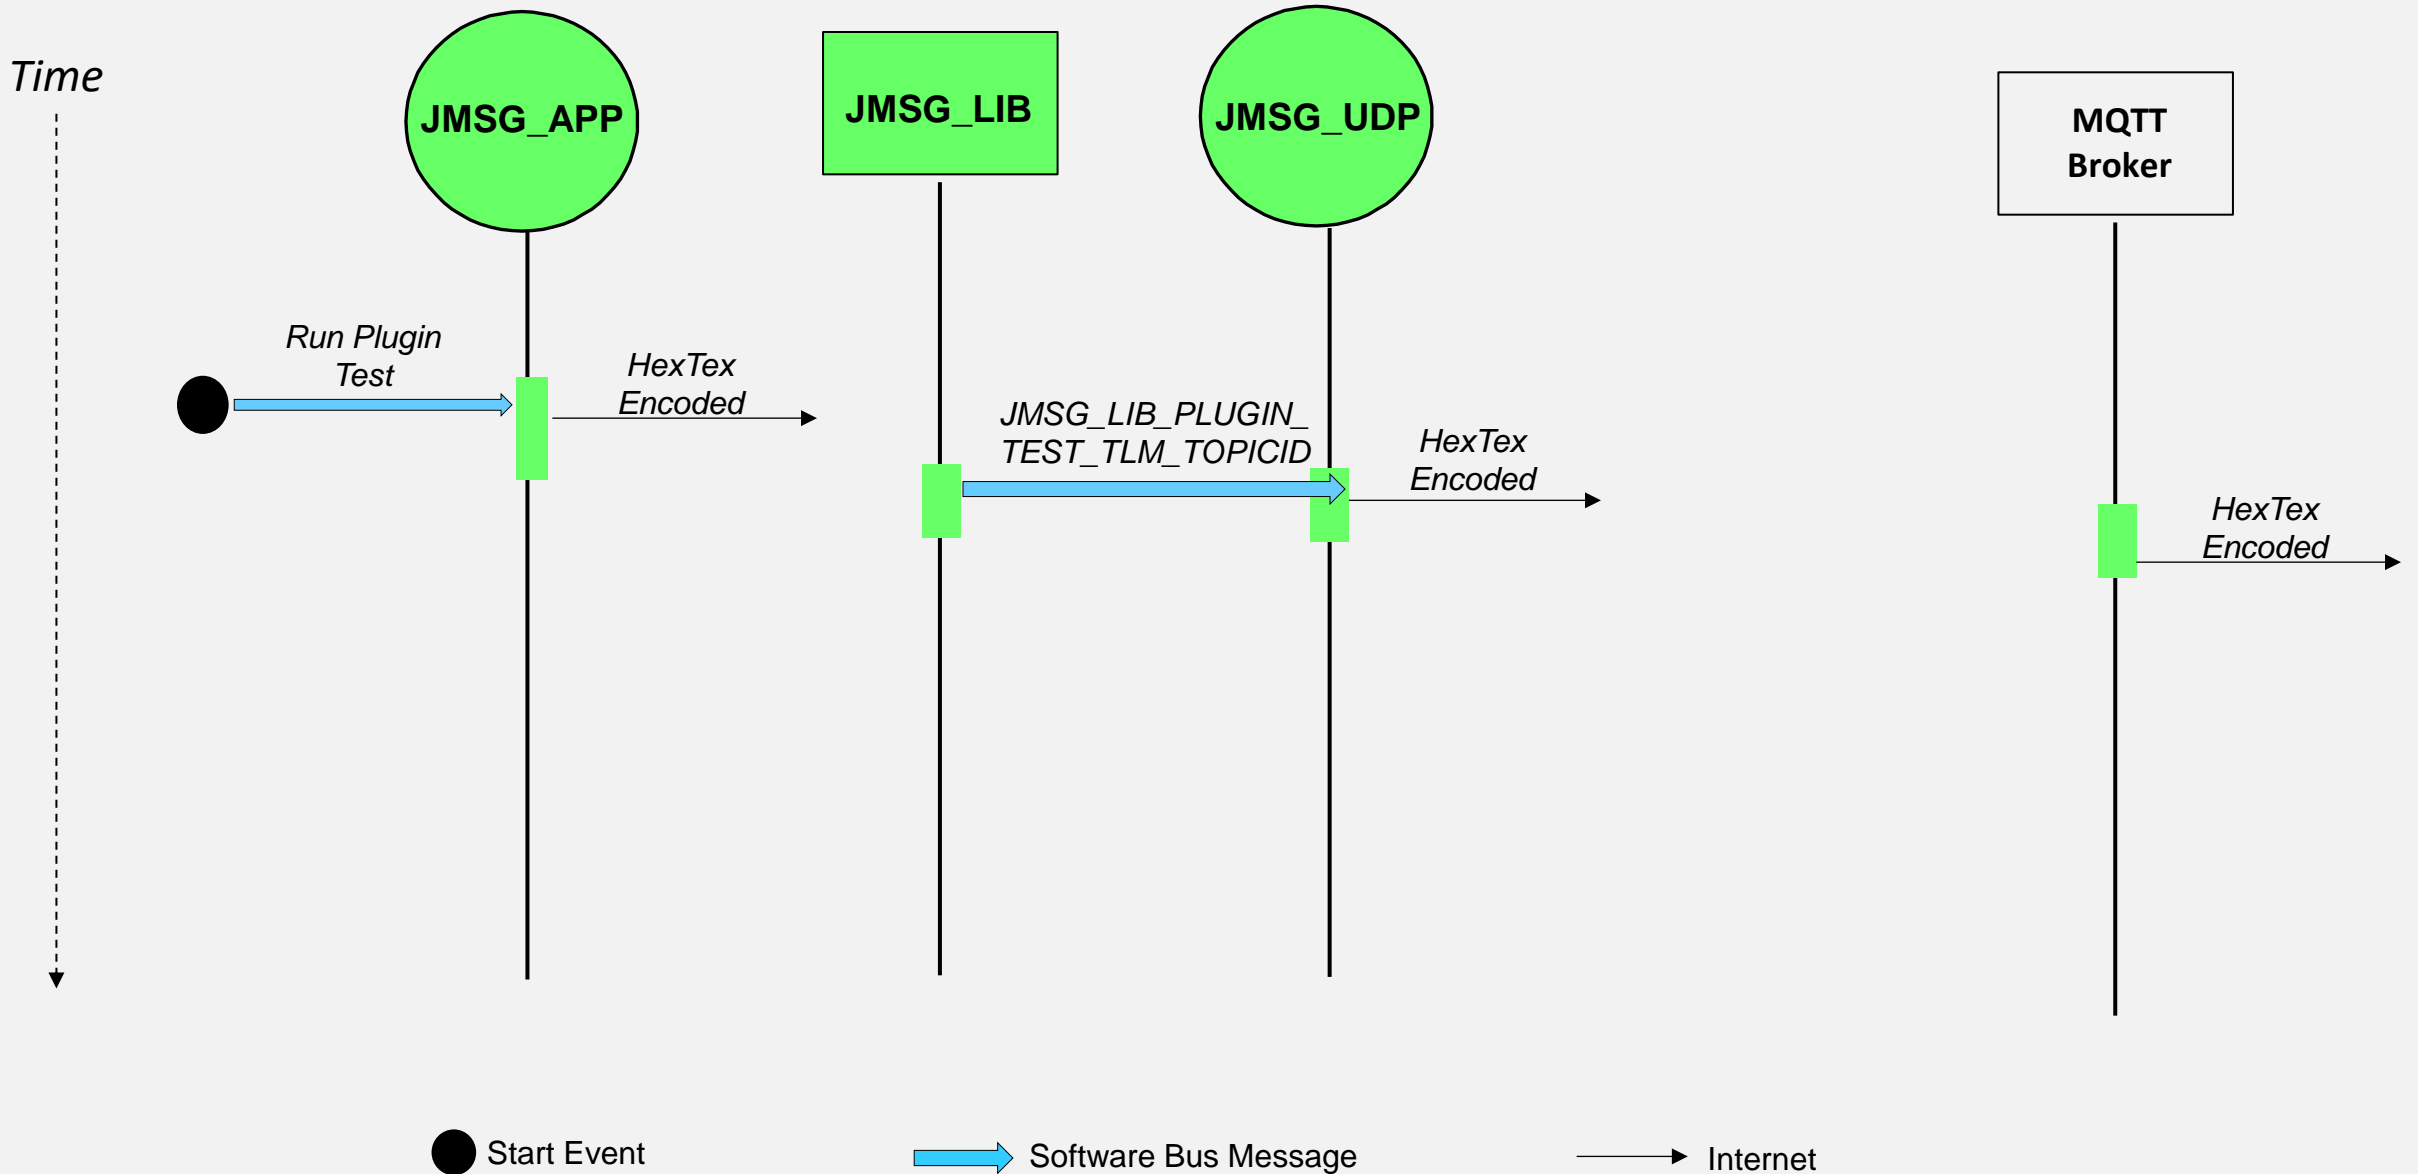 Time
JMSG_APP
JMSG_LIB
JMSG_UDP
MQTT
Broker
Run Plugin
Test
HexTex
Encoded
JMSG_LIB_PLUGIN_
TEST_TLM_TOPICID
HexTex
Encoded
HexTex
Encoded
Start Event
Software Bus Message
Internet